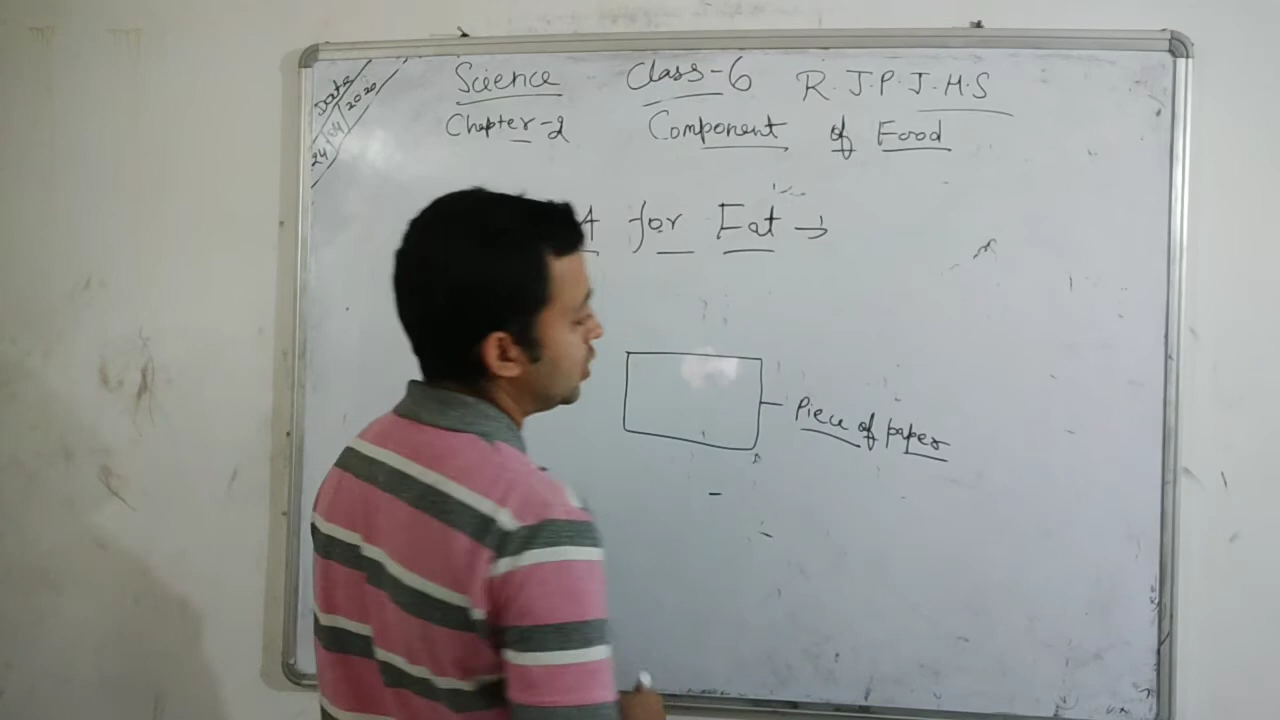 Date
24/04/2020
Science Class-6 R.J.P.J.H.S
Chapter-2 Component of Food
for Fat →
Piece of paper